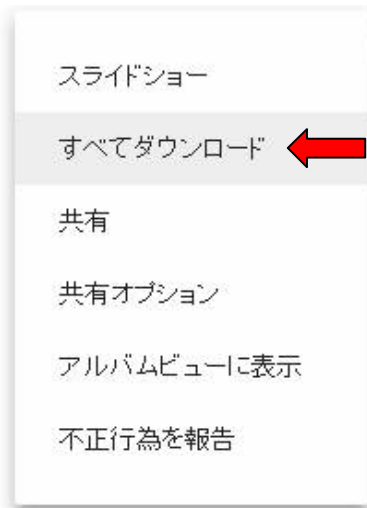 スライドショー
すべてダウンロード
共有
共有オプション
アルバムビューに表示
不正行為を報告